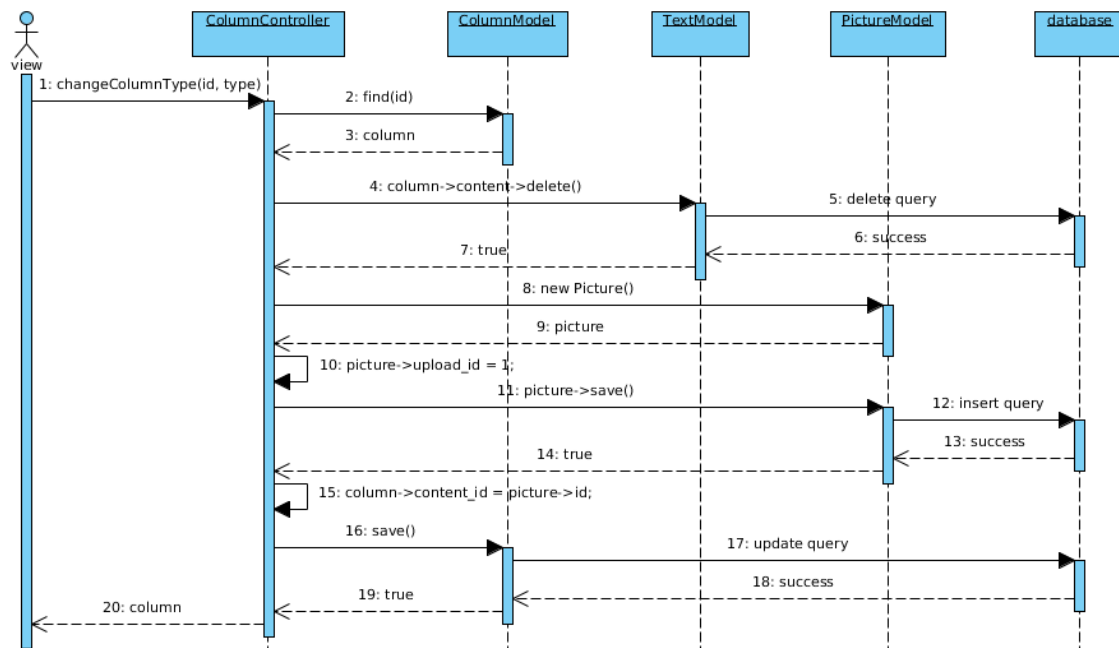 ColumnController
ColumnModel
TextModel
PictureModel
database
view
1: changeColumnType(id, type)
2: find(id)
3: column
4: column->content->delete()
5: delete query
6: success
7: true
8: new Picture()
9: picture
10: picture->upload_id = 1;
11: picture->save()
12: insert query
13: success
14: true
15: column->content_id = picture->id;
16: save()
17: update query
18: success
19: true
20: column